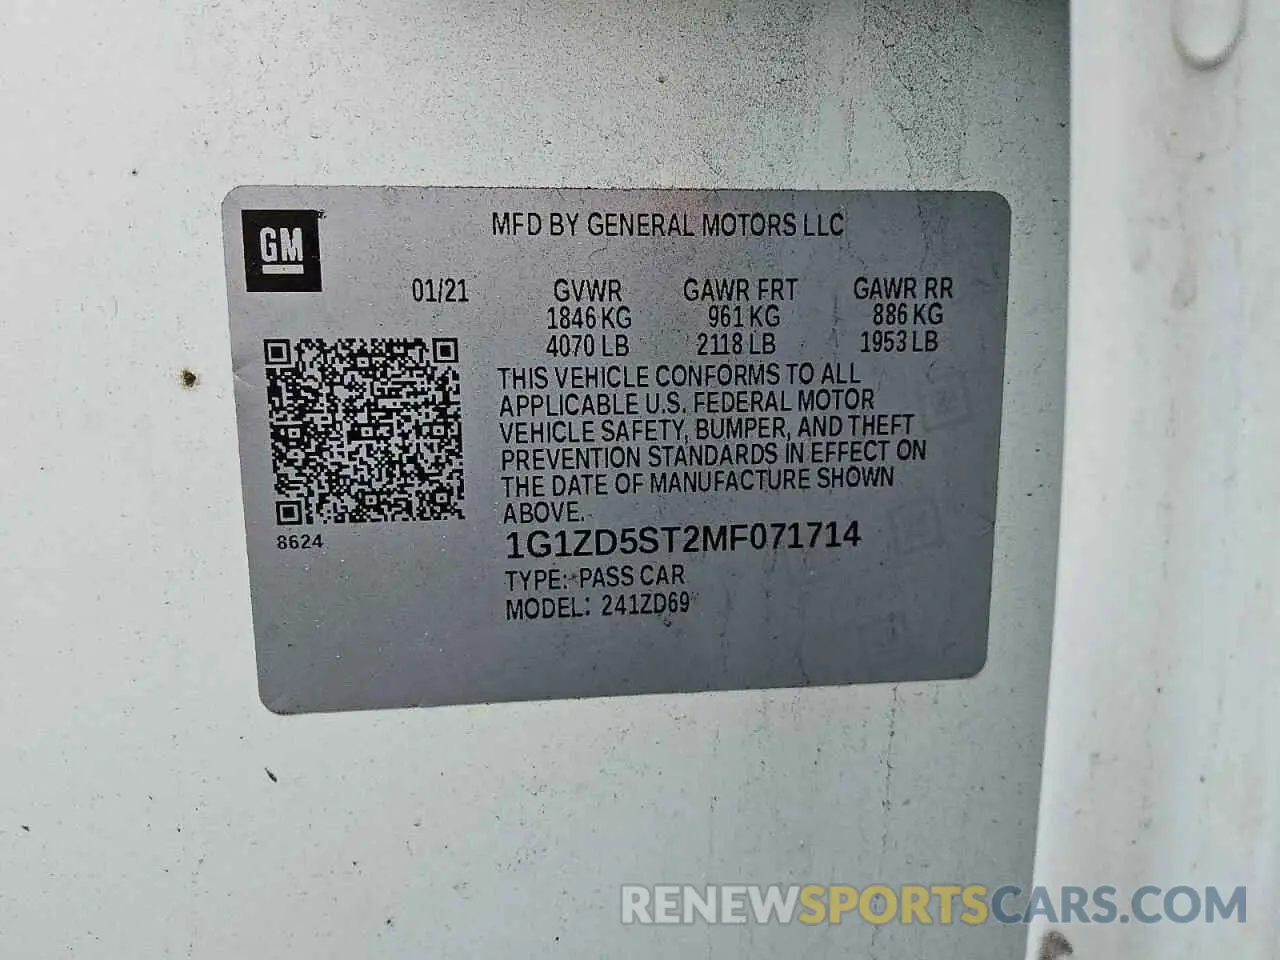 GM
MFD BY GENERAL MOTORS LLC
01/21 GVWR GAWR FRT GAWR RR
1846 KG 961 KG 886 KG
4070 LB 2118 LB 1953 LB
THIS VEHICLE CONFORMS TO ALL
APPLICABLE U.S. FEDERAL MOTOR
VEHICLE SAFETY, BUMPER, AND THEFT
PREVENTION STANDARDS IN EFFECT ON
THE DATE OF MANUFACTURE SHOWN
ABOVE.
8624
1G1ZD5ST2MF071714
TYPE: PASS CAR
MODEL: 241ZD69
RENEWSPORTSCARS.COM